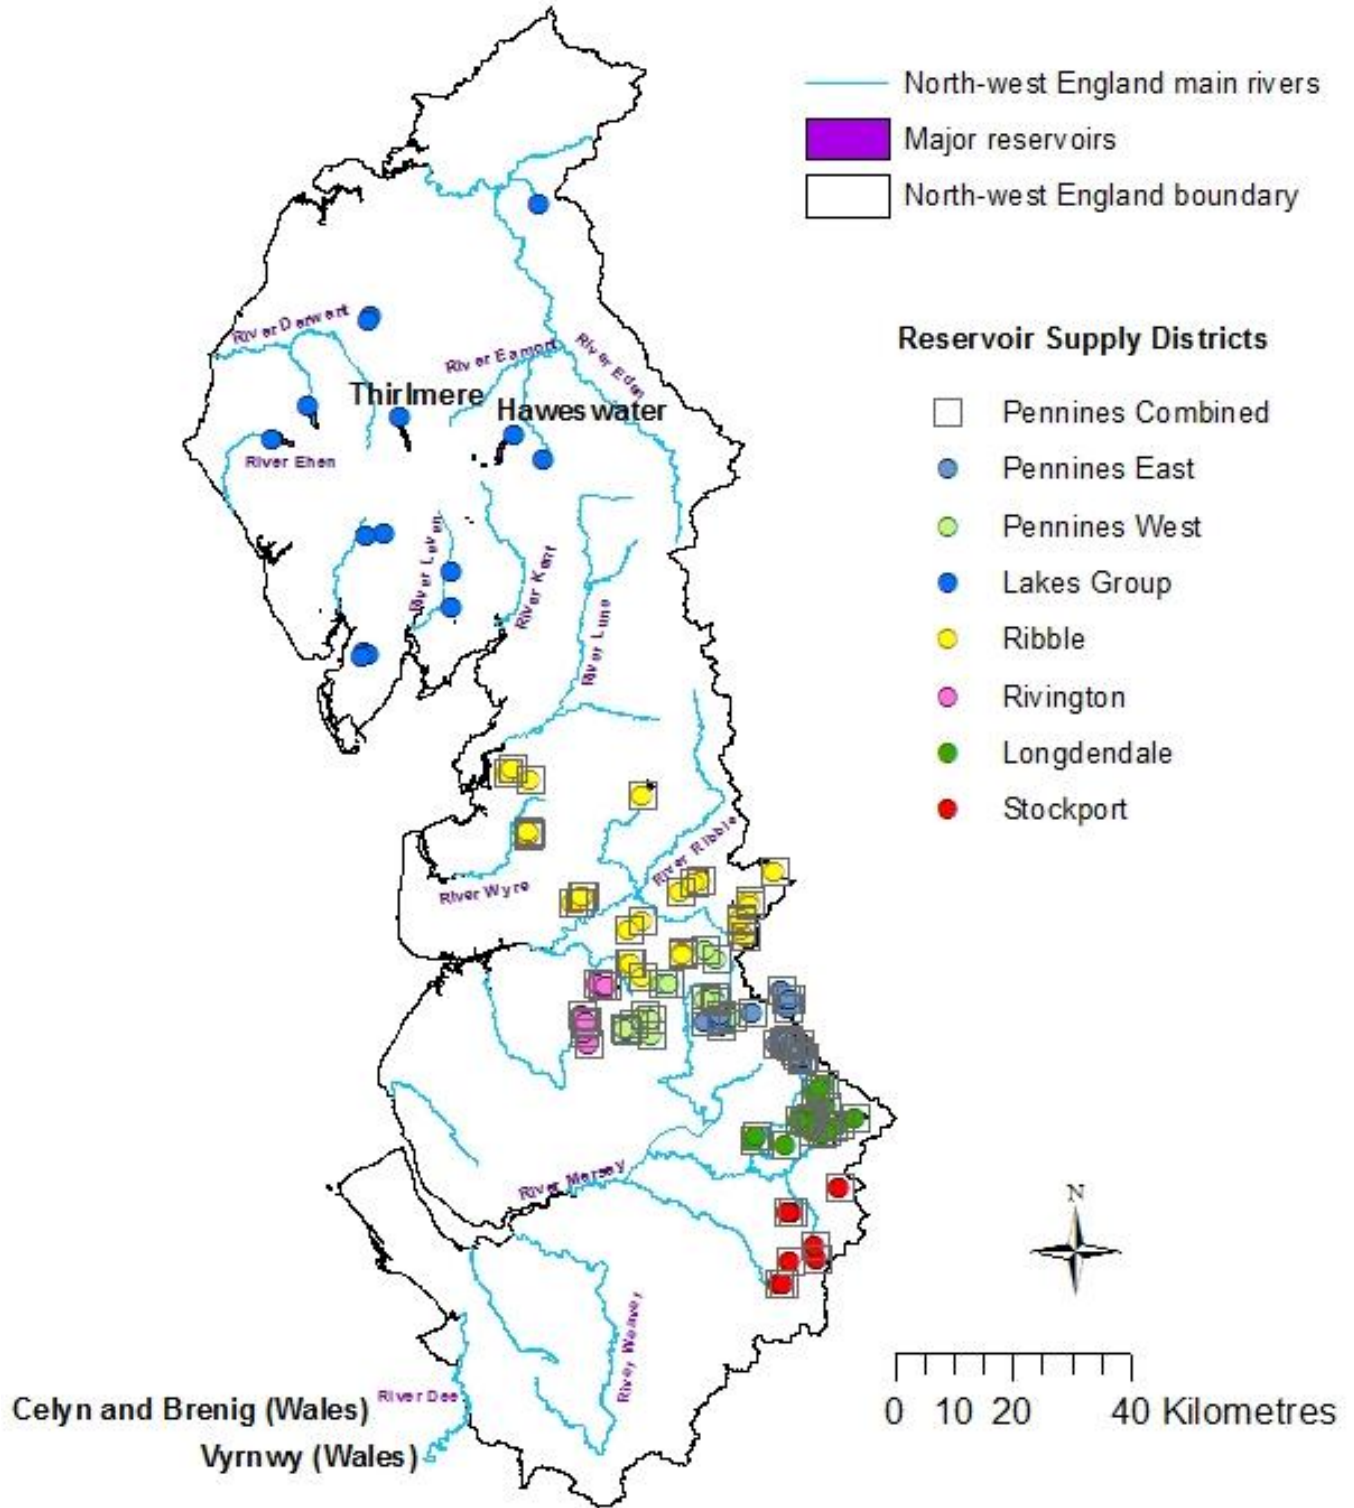 North-west England main rivers
Major reservoirs
North-west England boundary
River Derwent
River Eamont
River Eden
Reservoir Supply Districts
Thirlmere
Haweswater
Pennines Combined
River Ehen
Pennines East
Pennines West
River Leven
River Kent
Lakes Group
River Lune
Ribble
Rivington
Longdendale
Stockport
River Ribble
River Wyre
River Mersey
N
River Weaver
0 10 20 40 Kilometres
River Dee
Celyn and Brenig (Wales)
Vyrnwy (Wales)